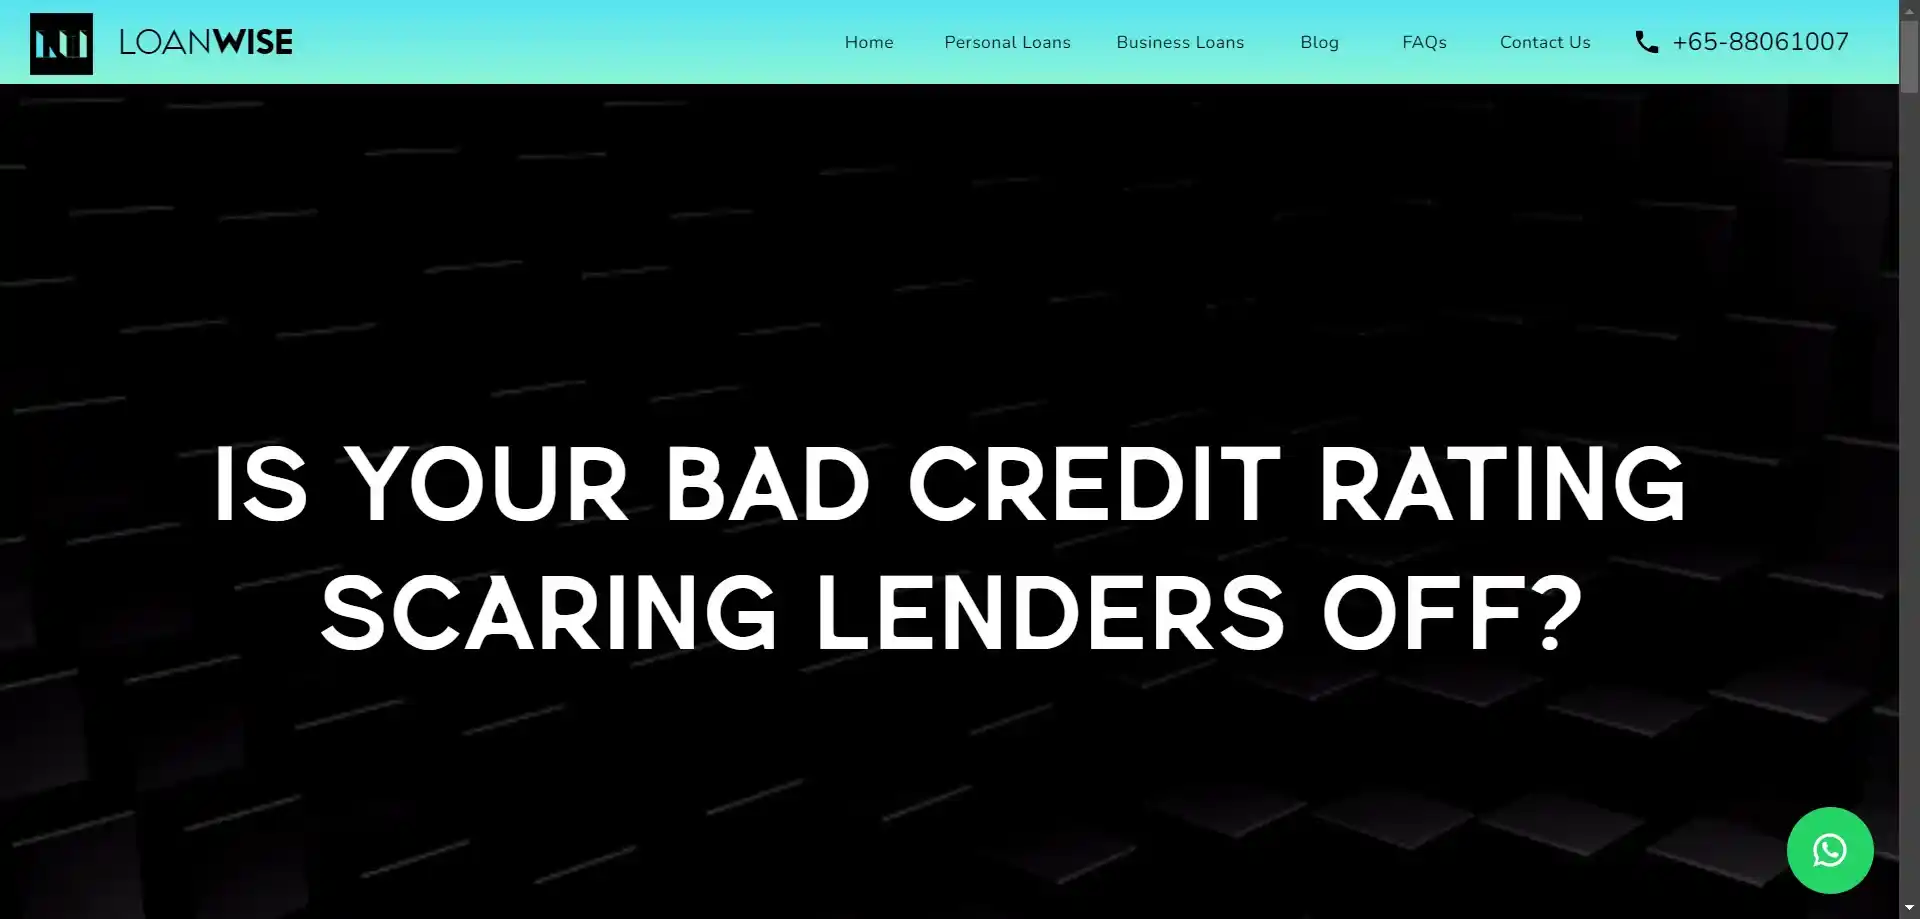 LOANWISE
Home
Personal Loans
Business Loans
Blog
FAQs
Contact Us
+65-88061007
IS YOUR BAD CREDIT RATING
SCARING LENDERS OFF?